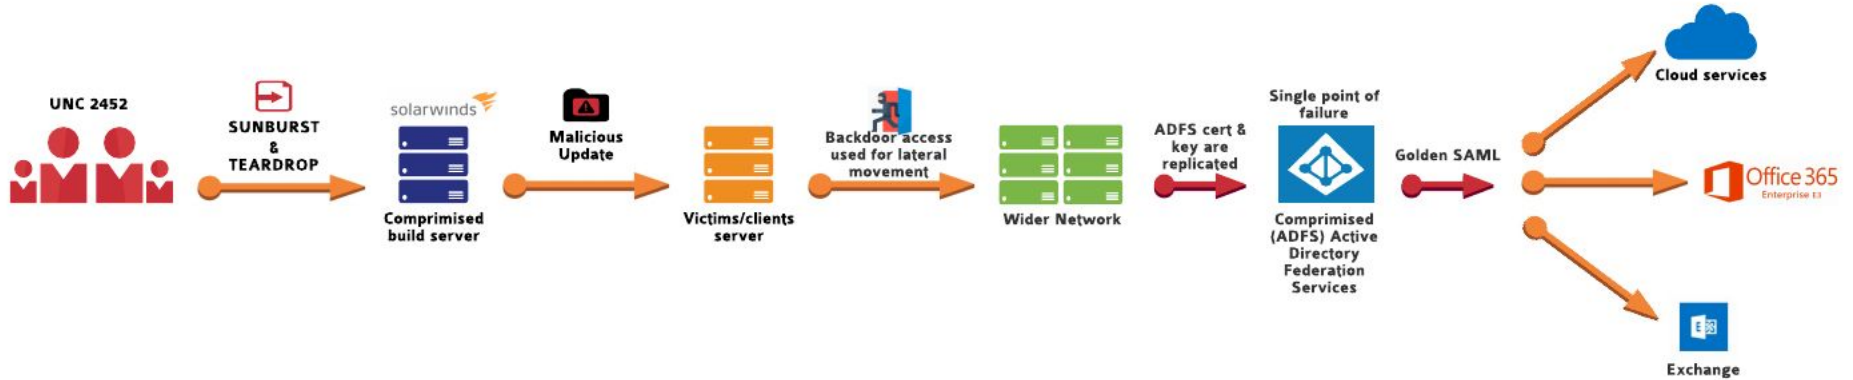 UNC 2452
SUNBURST
&
TEARDROP
solarwinds
Comprimised
build server
Malicious
Update
Victims/clients
server
Backdoor access
used for lateral
movement
Wider Network
ADFS cert &
key are
replicated
Single point of
failure
Comprimised
(ADFS) Active
Directory
Federation
Services
Golden SAML
Cloud services
Office 365
Enterprise E3
E
Exchange